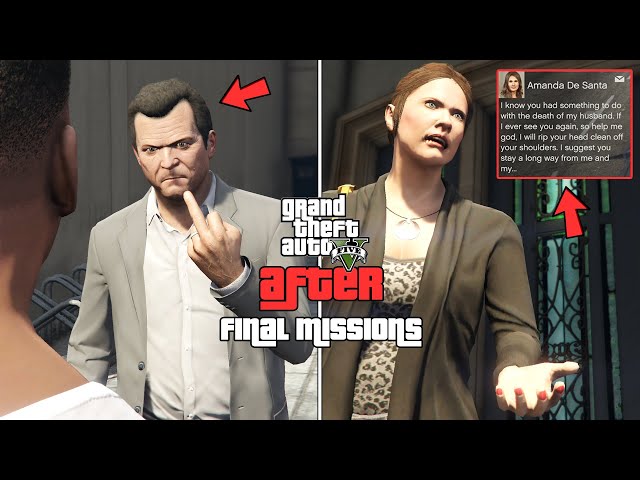 Amanda De Santa
I know you had something to do
with the death of my husband. If
I ever see you again, so help me
god, I will rip your head clean off
your shoulders. I suggest you
stay a long way from me and
my...
grand
theft
auto
V
FIVE
AFTER
FINAL MISSIONS